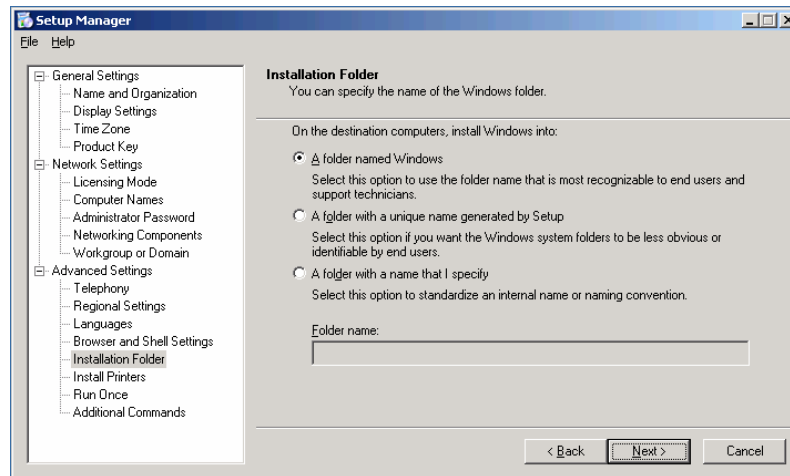 Setup Manager
File Help
General Settings
Name and Organization
Display Settings
Time Zone
Product Key
Network Settings
Licensing Mode
Computer Names
Administrator Password
Networking Components
Workgroup or Domain
Advanced Settings
Telephony
Regional Settings
Languages
Browser and Shell Settings
Installation Folder
Install Printers
Run Once
Additional Commands
Installation Folder
You can specify the name of the Windows folder.
On the destination computers, install Windows into:
A folder named Windows
Select this option to use the folder name that is most recognizable to end users and
support technicians.
A folder with a unique name generated by Setup
Select this option if you want the Windows system folders to be less obvious or
identifiable by end users.
A folder with a name that I specify
Select this option to standardize an internal name or naming convention.
Folder name:
< Back Next > Cancel